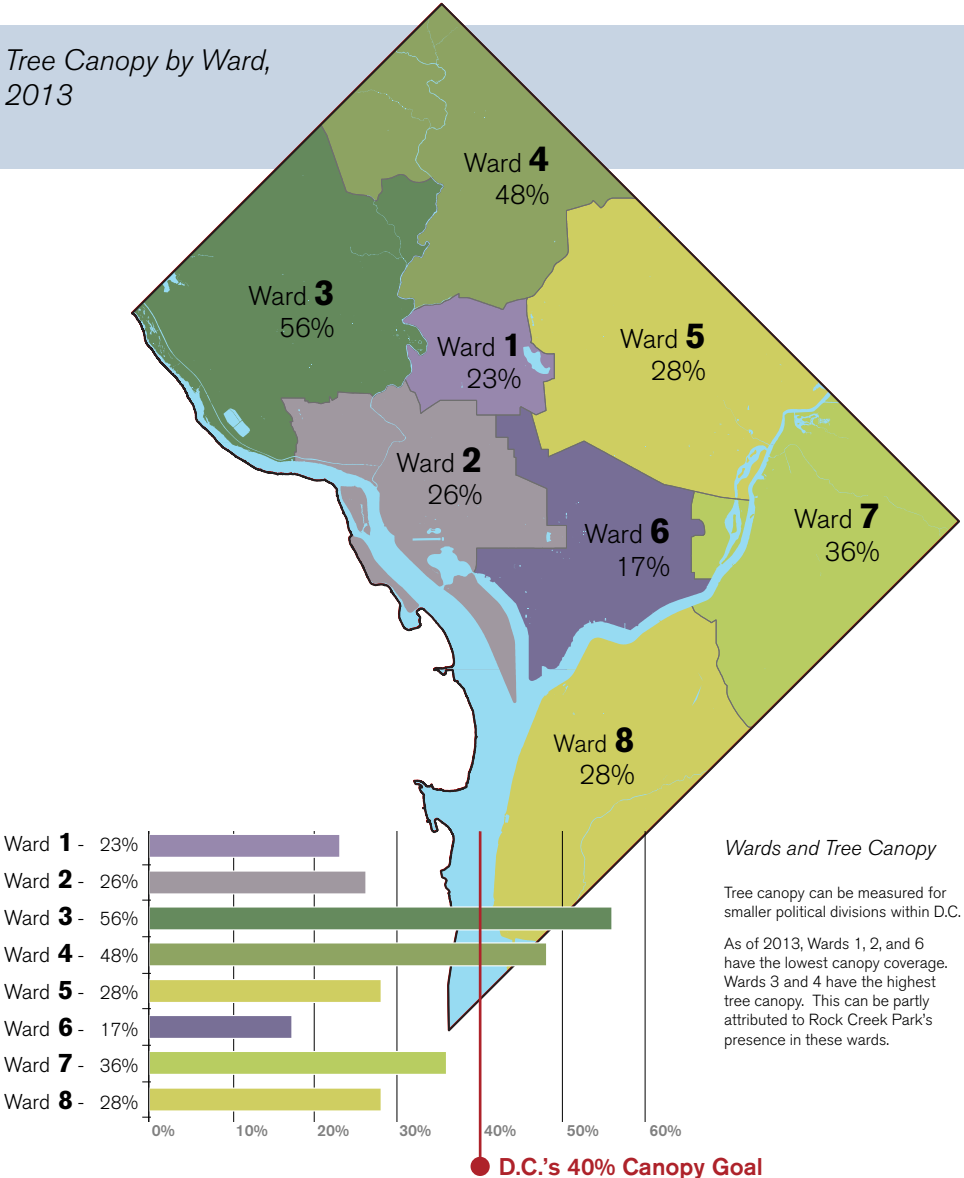 Tree Canopy by Ward,
2013
Ward 4
48%
Ward 3
56%
Ward 5
28%
Ward 1
23%
Ward 2
26%
Ward 6
17%
Ward 7
36%
Ward 8
28%
Ward 1 - 23%
Ward 2 - 26%
Ward 3 - 56%
Ward 4 - 48%
Ward 5 - 28%
Ward 6 - 17%
Ward 7 - 36%
Ward 8 - 28%
0% 10% 20% 30% 40% 50% 60%
D.C.'s 40% Canopy Goal
Wards and Tree Canopy
Tree canopy can be measured for
smaller political divisions within D.C.
As of 2013, Wards 1, 2, and 6
have the lowest canopy coverage.
Wards 3 and 4 have the highest
tree canopy.  This can be partly
attributed to Rock Creek Park's
presence in these wards.